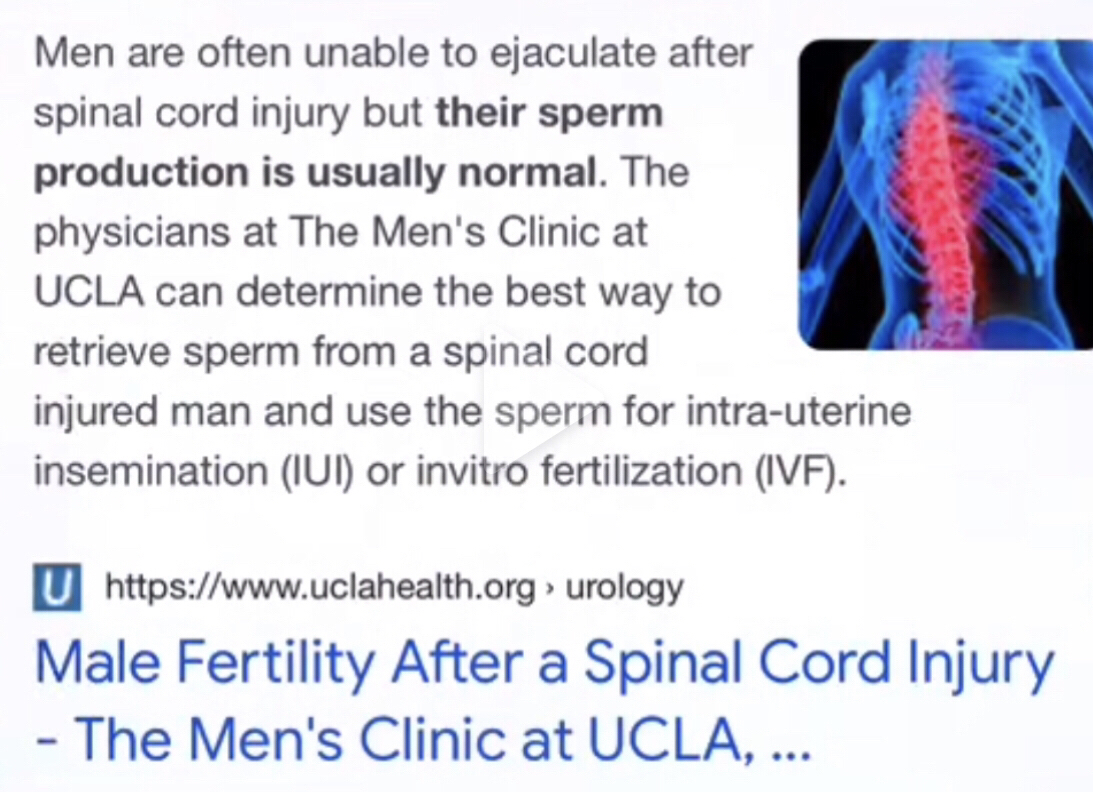 Men are often unable to ejaculate after
spinal cord injury but their sperm
production is usually normal. The
physicians at The Men's Clinic at
UCLA can determine the best way to
retrieve sperm from a spinal cord
injured man and use the sperm for intra-uterine
insemination (IUI) or invitro fertilization (IVF).
U https://www.uclahealth.org › urology
Male Fertility After a Spinal Cord Injury
- The Men's Clinic at UCLA, ...